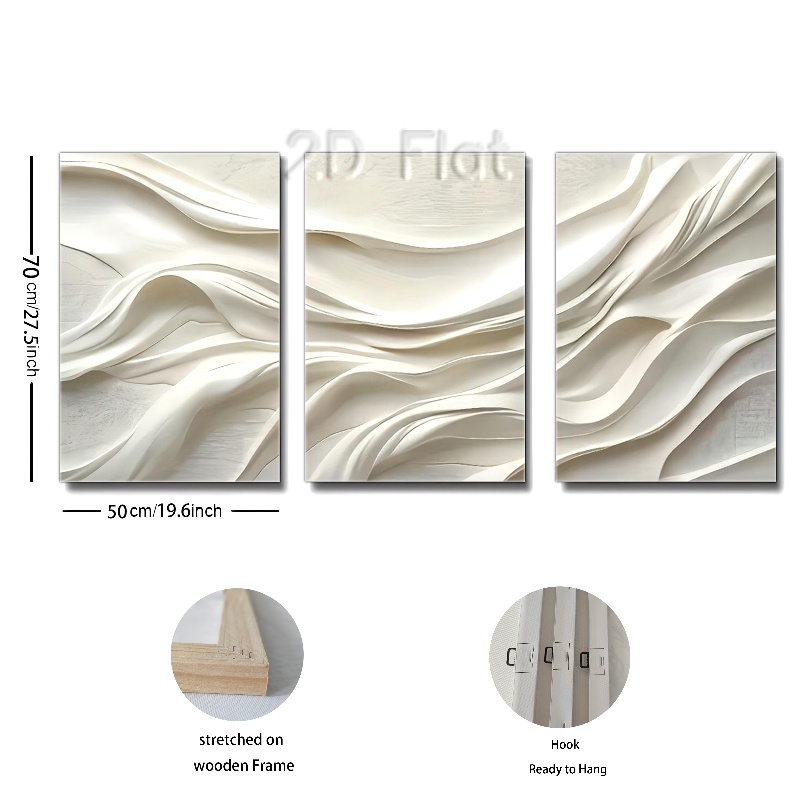 2D Flat
70 cm/27.5inch
50cm/19.6inch
stretched on
wooden Frame
Hook
Ready to Hang